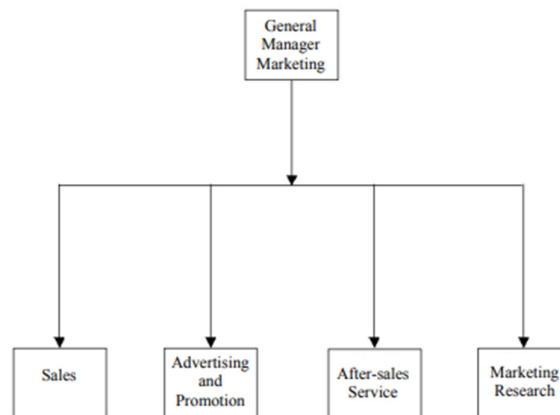 General
Manager
Marketing
Sales
Advertising
and
Promotion
After-sales
Service
Marketing
Research